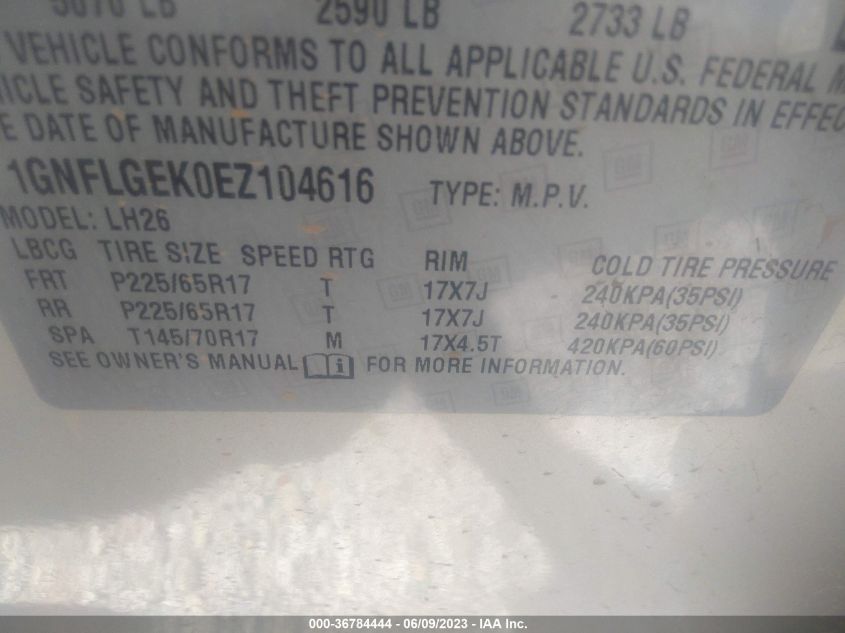 5070 LB 2590 LB 2733 LB
VEHICLE CONFORMS TO ALL APPLICABLE U.S. FEDERAL
SAFETY AND THEFT PREVENTION STANDARDS IN
DATE OF MANUFACTURE SHOWN ABOVE.
1GNFLGEK0EZ104616 TYPE: M.P.V.
MODEL: LH26
LBCG TIRE SIZE SPEED RTG RIM COLD TIRE PRESSURE
FRT P225/65R17 T 17X7J 240KPA(35PSI)
RR P225/65R17 T 17X7J 240KPA(35PSI)
SPA T145/70R17 M 17X4.5T 420KPA(60PSI)
SEE OWNER'S MANUAL i FOR MORE INFORMATION.
000-36784444 - 06/09/2023 - IAA Inc.